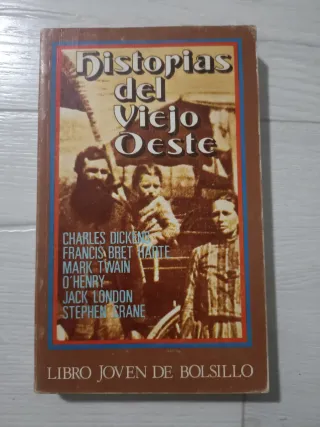 Historias
del
Viejo
Oeste
CHARLES DICKENS
FRANCIS BRET HARTE
MARK TWAIN
O'HENRY
JACK LONDON
STEPHEN CRANE
LIBRO JOVEN DE BOLSILLO